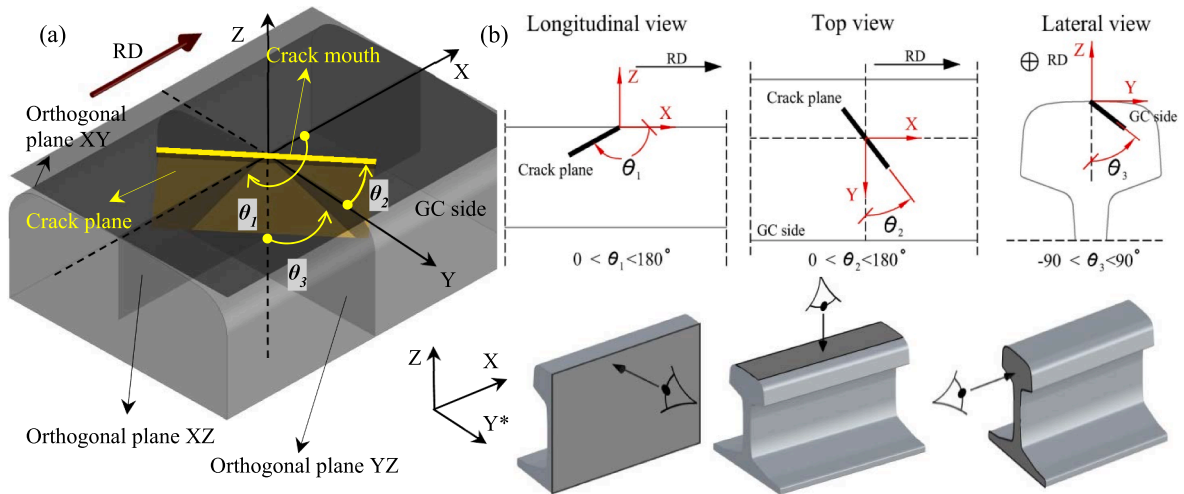 (a)
RD
Z
Crack mouth
X
Orthogonal
plane XY
Crack plane
θ1
θ2
GC side
θ3
Y
Orthogonal plane XZ
Orthogonal plane YZ
Z
X
Y*
(b)
Longitudinal view
RD
Z
X
Crack plane
θ1
0 < θ1<180°
Top view
RD
Crack plane
X
Y
θ2
GC side
0 < θ2<180°
Lateral view
Z
RD
Y
GC side
θ3
-90 < θ3<90°